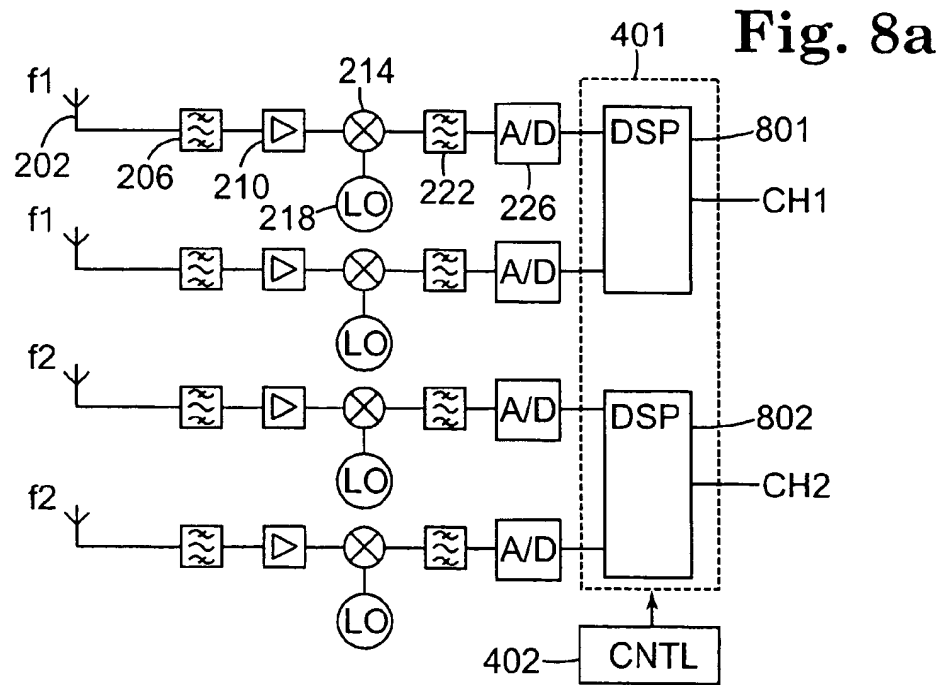 Fig. 8a
401
f1
214
DSP
801
A/D
202
206
210
222
226
CH1
218
LO
f1
A/D
LO
f2
A/D
DSP
802
LO
CH2
f2
A/D
LO
402
CNTL